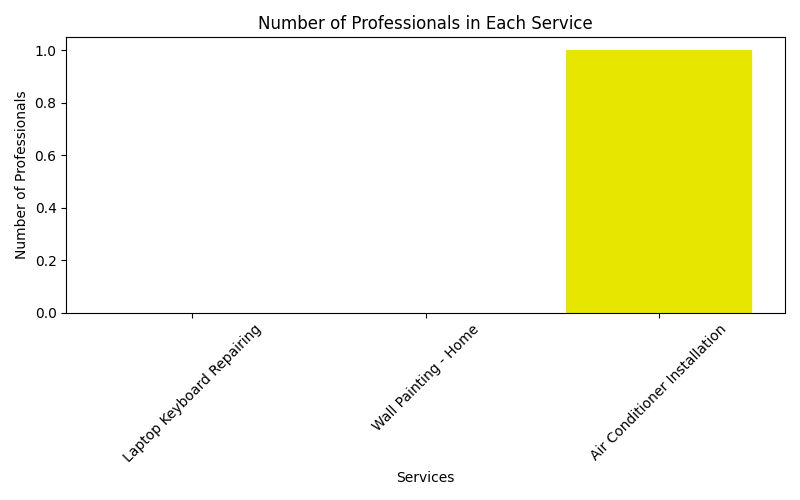 Number of Professionals in Each Service
Number of Professionals
1.0
0.8
0.6
0.4
0.2
0.0
Laptop Keyboard Repairing
Wall Painting - Home
Air Conditioner Installation
Services